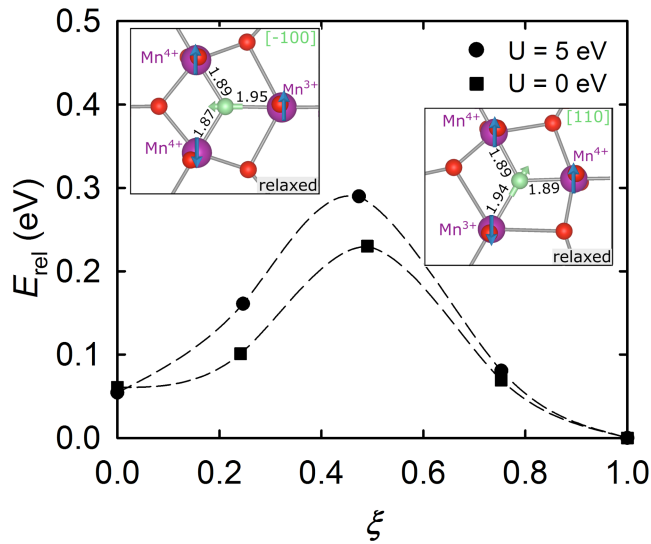 0.5
0.4
0.3
0.2
0.1
0.0
E_rel (eV)
0.0
0.2
0.4
0.6
0.8
1.0
ξ
U = 5 eV
U = 0 eV
[-100]
Mn⁴⁺
1.89
1.95
Mn³⁺
1.87
Mn⁴⁺
relaxed
[110]
Mn⁴⁺
Mn⁴⁺
1.89
1.89
1.94
Mn³⁺
relaxed